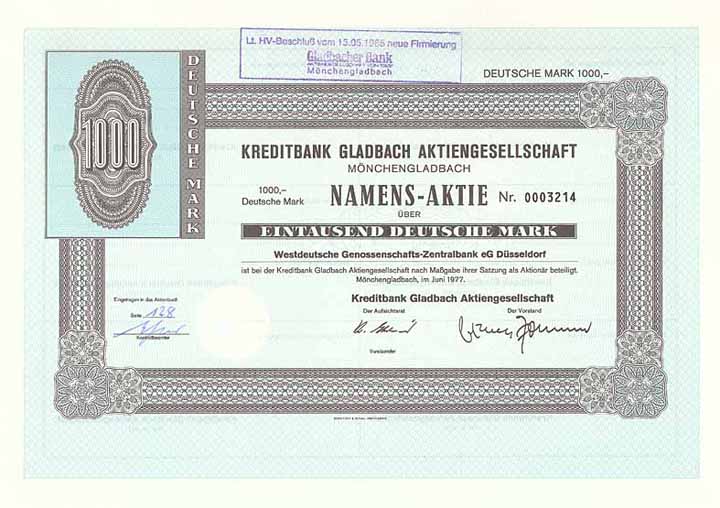 Lt. HV-Beschluß vom 15.05.1985 neue Firmierung
Gladbacher Bank
Mönchengladbach
DEUTSCHE MARK 1000,-
DEUTSCHE MARK
1000
KREDITBANK GLADBACH AKTIENGESELLSCHAFT
MÖNCHENGLADBACH
1000,-
Deutsche Mark
NAMENS-AKTIE Nr. 0003214
ÜBER
EINTAUSEND DEUTSCHE MARK
Westdeutsche Genossenschafts-Zentralbank eG Düsseldorf
ist bei der Kreditbank Gladbach Aktiengesellschaft nach Maßgabe ihrer Satzung als Aktionär beteiligt.
Mönchengladbach, im Juni 1977.
Kreditbank Gladbach Aktiengesellschaft
Eingetragen in das Aktienbuch
Seite 128
Kontrollbeamter
Der Aufsichtsrat
Vorsitzender
Der Vorstand